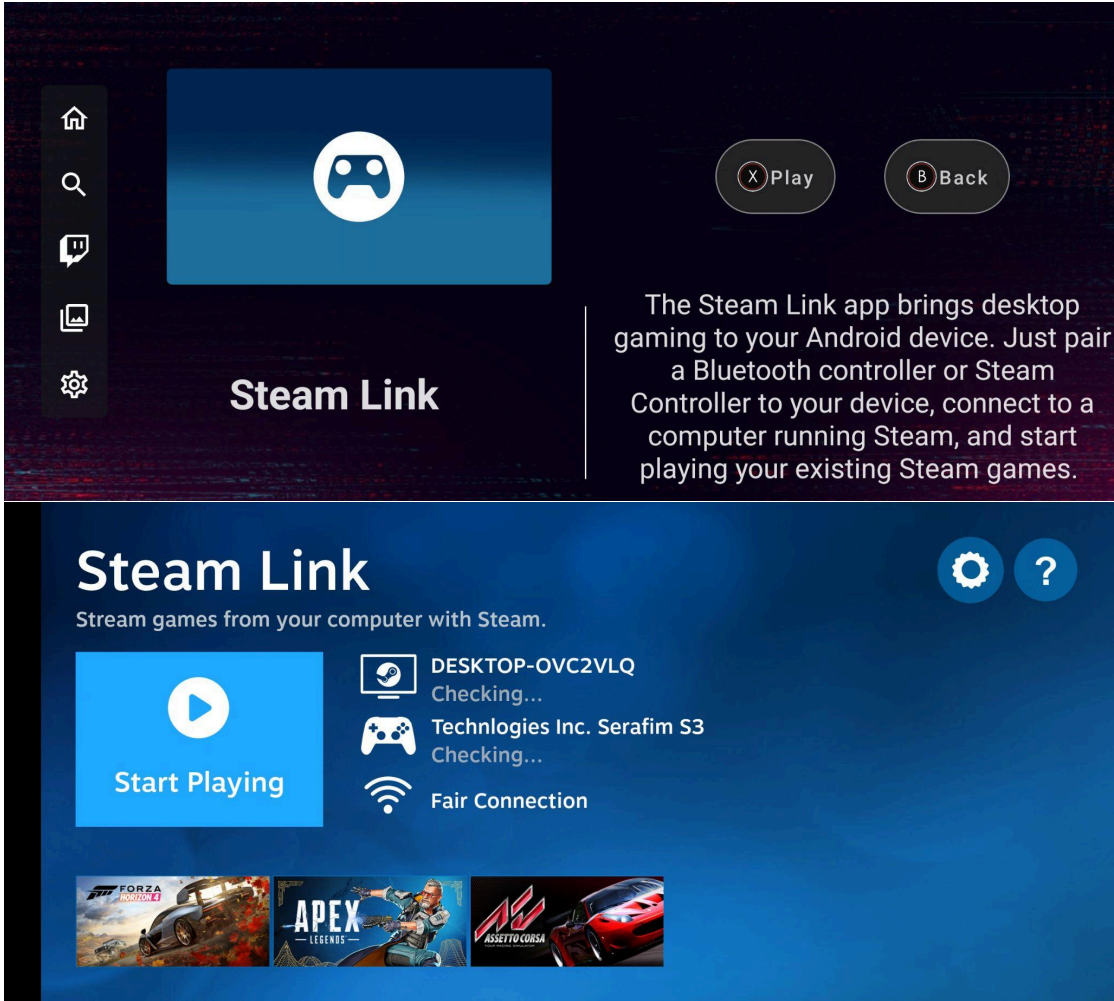 X Play
B Back
The Steam Link app brings desktop
gaming to your Android device. Just pair
a Bluetooth controller or Steam
Controller to your device, connect to a
computer running Steam, and start
playing your existing Steam games.
Steam Link
Steam Link
Stream games from your computer with Steam.
?
Start Playing
DESKTOP-OVC2VLQ
Checking...
Technlogies Inc. Serafim S3
Checking...
Fair Connection
FORZA
HORIZON 4
APEX
LEGENDS
ASSETTO CORSA
YOUR RACING SIMULATOR